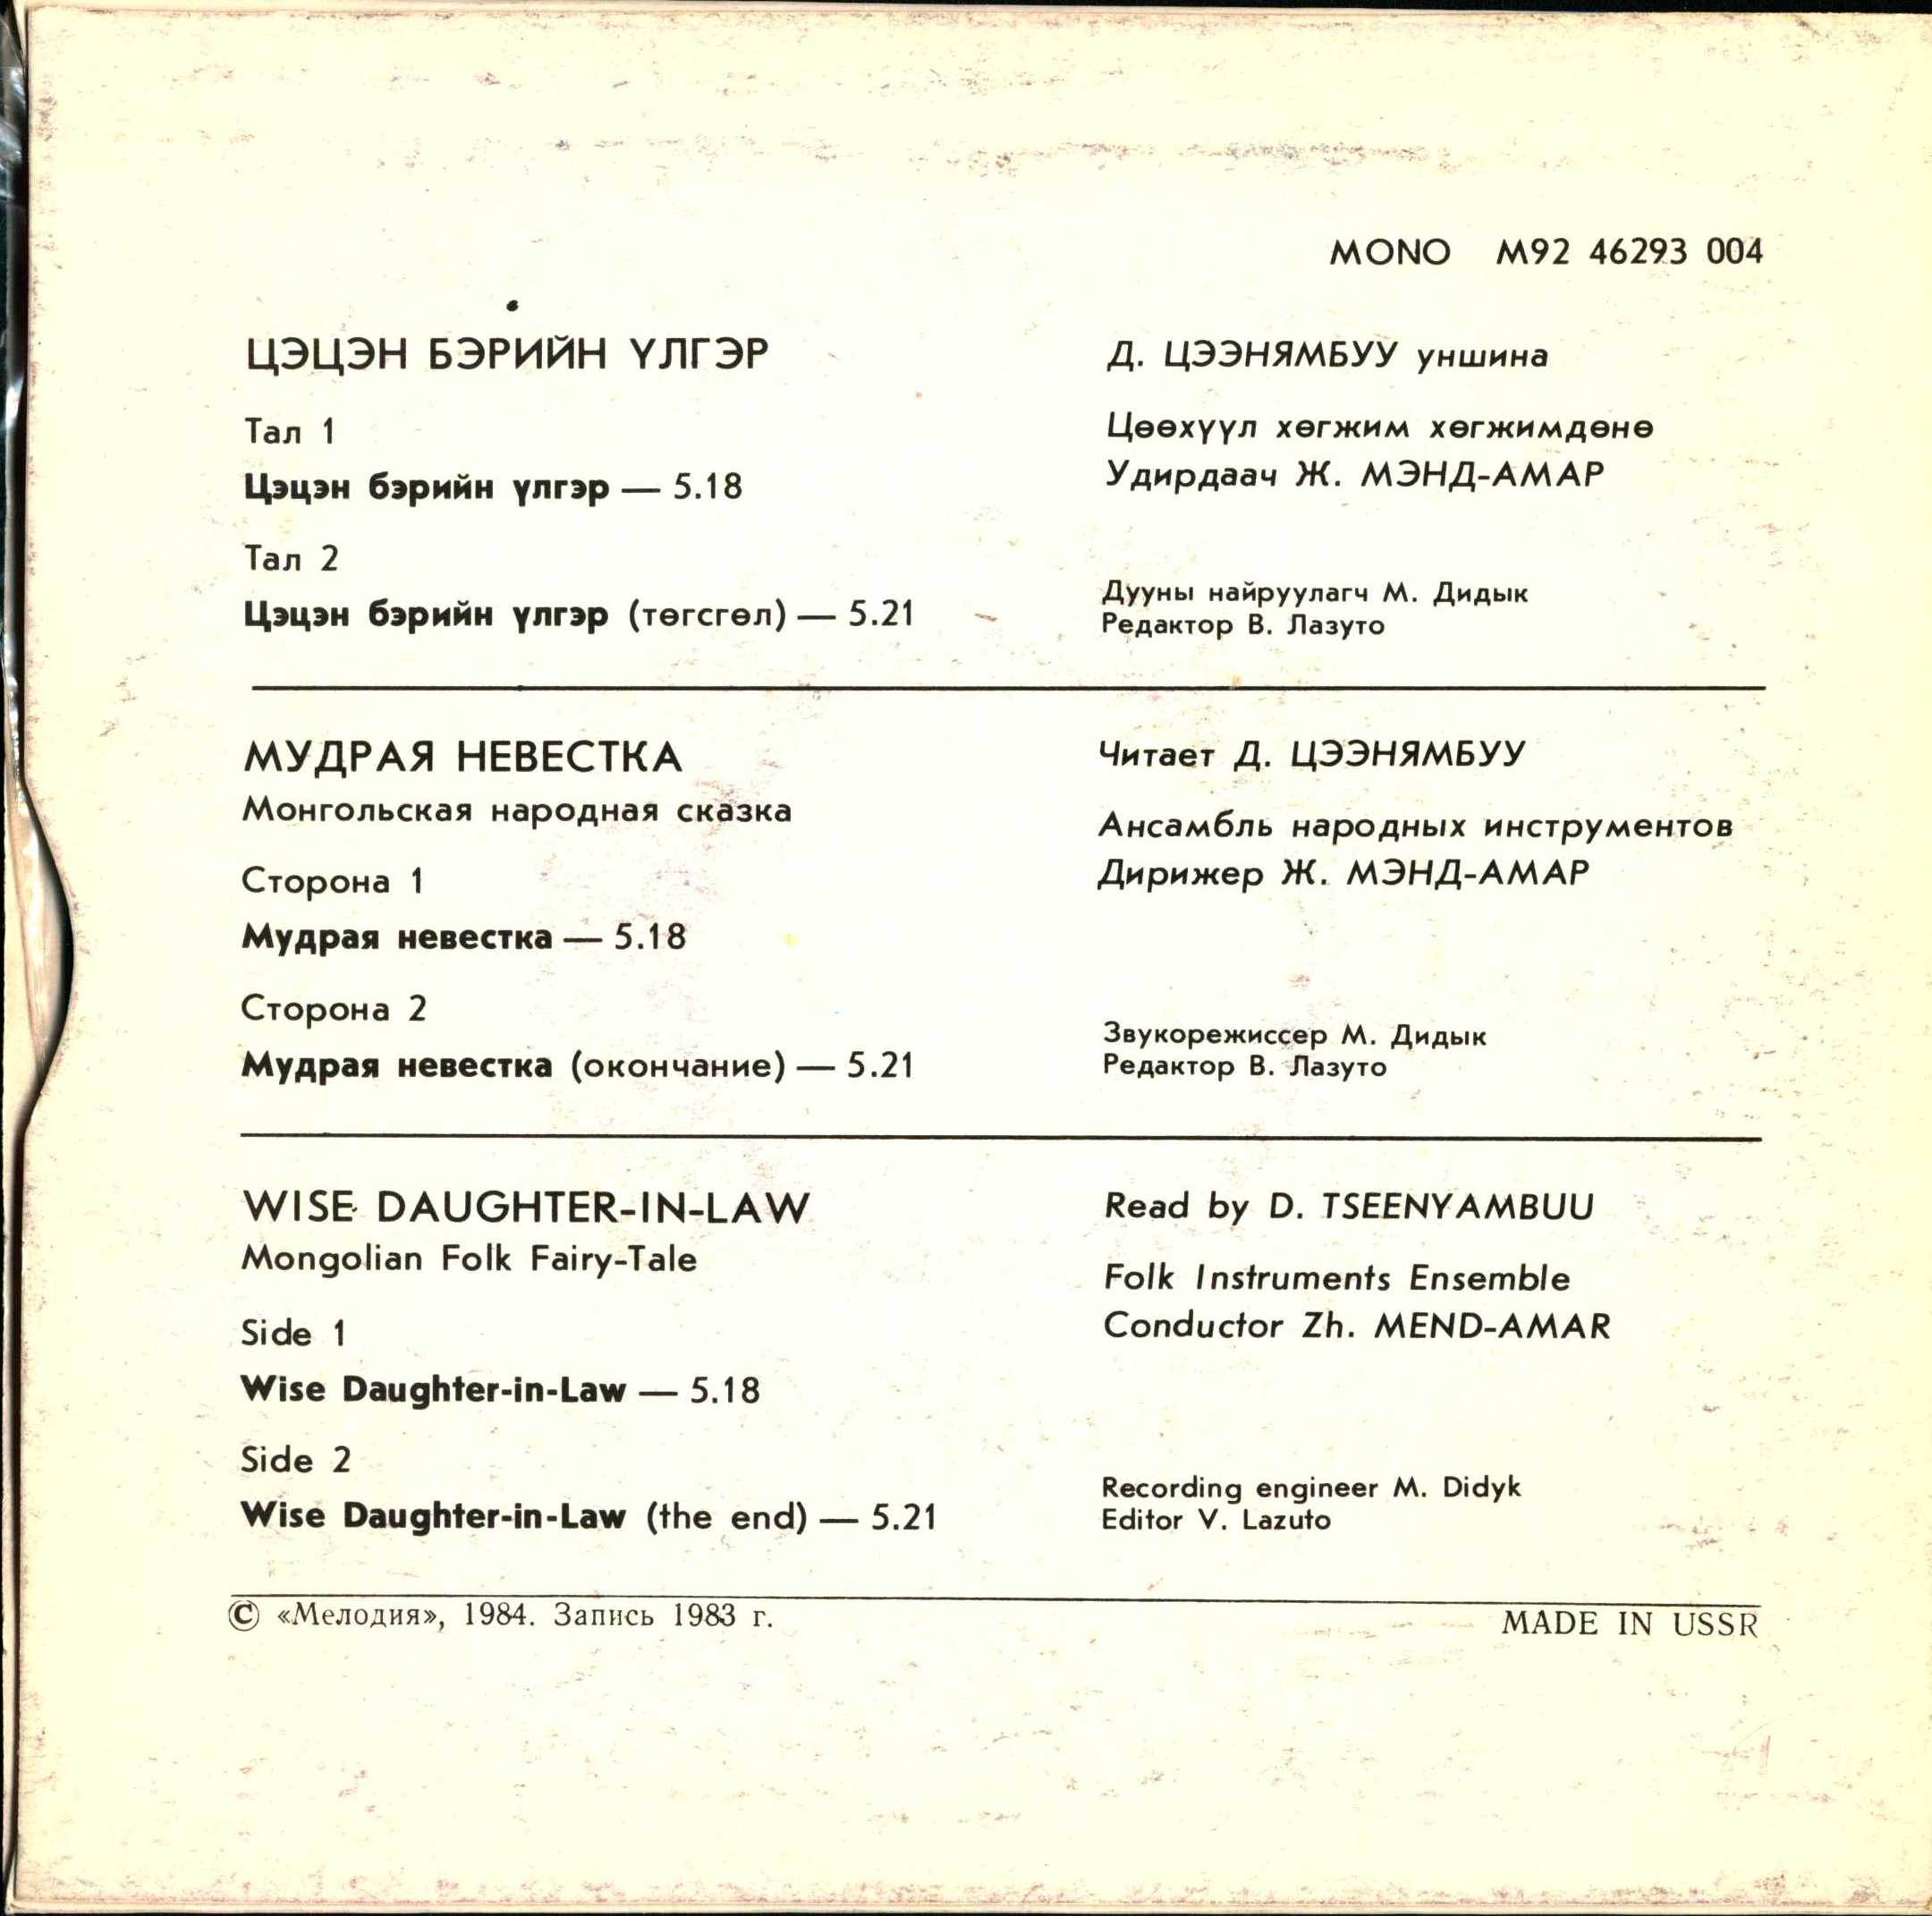 MONO M92 46293 004
ЦЭЦЭН БЭРИЙН ҮЛГЭР
Тал 1
Цэцэн бэрийн үлгэр — 5.18
Тал 2
Цэцэн бэрийн үлгэр (төгсгөл) — 5.21
Д. ЦЭЭНЯМБУУ уншина
Цөөхүүл хөгжим хөгжимдөнө
Удирдаач Ж. МЭНД-АМАР
Дууны найруулагч М. Дидык
Редактор В. Лазуто
МУДРАЯ НЕВЕСТКА
Монгольская народная сказка
Сторона 1
Мудрая невестка — 5.18
Сторона 2
Мудрая невестка (окончание) — 5.21
Читает Д. ЦЭЭНЯМБУУ
Ансамбль народных инструментов
Дирижер Ж. МЭНД-АМАР
Звукорежиссер М. Дидык
Редактор В. Лазуто
WISE DAUGHTER-IN-LAW
Mongolian Folk Fairy-Tale
Side 1
Wise Daughter-in-Law — 5.18
Side 2
Wise Daughter-in-Law (the end) — 5.21
Read by D. TSEENYAMBUU
Folk Instruments Ensemble
Conductor Zh. MEND-AMAR
Recording engineer M. Didyk
Editor V. Lazuto
© «Мелодия», 1984. Запись 1983 г.
MADE IN USSR